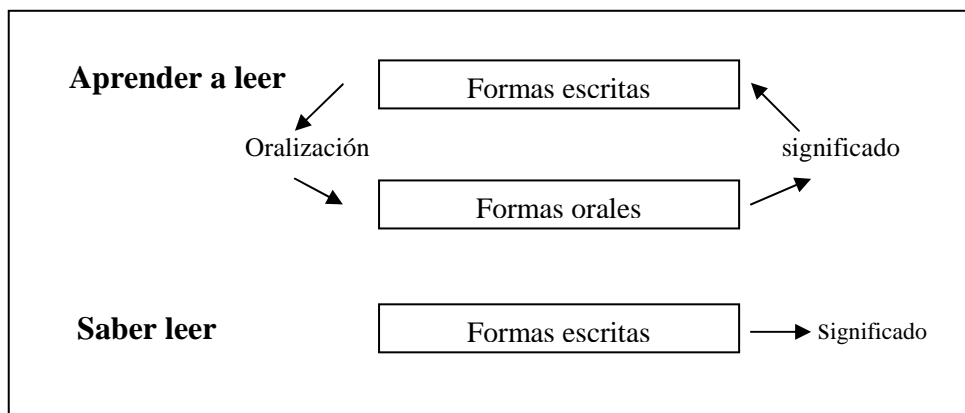 Aprender a leer
Formas escritas
Oralización
significado
Formas orales
Saber leer
Formas escritas
Significado